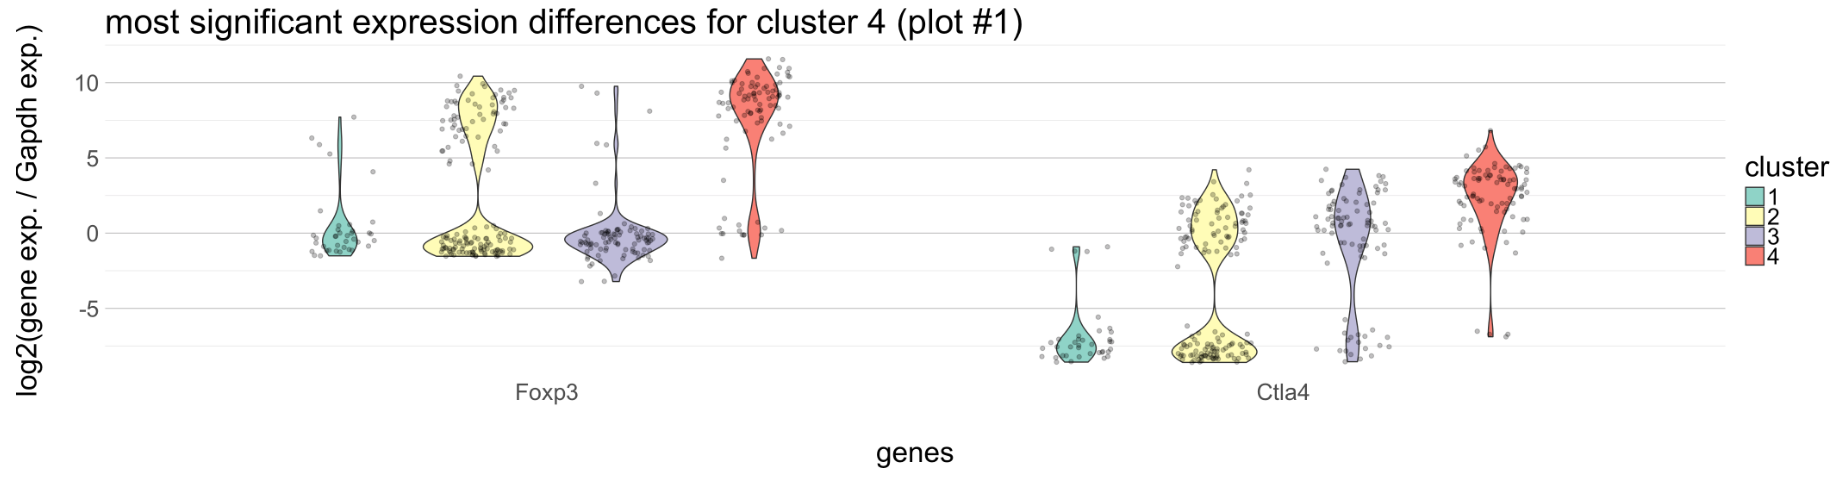 most significant expression differences for cluster 4 (plot #1)
log2(gene exp. / Gapdh exp.)
10
5
0
-5
Foxp3
Ctla4
genes
cluster
1
2
3
4